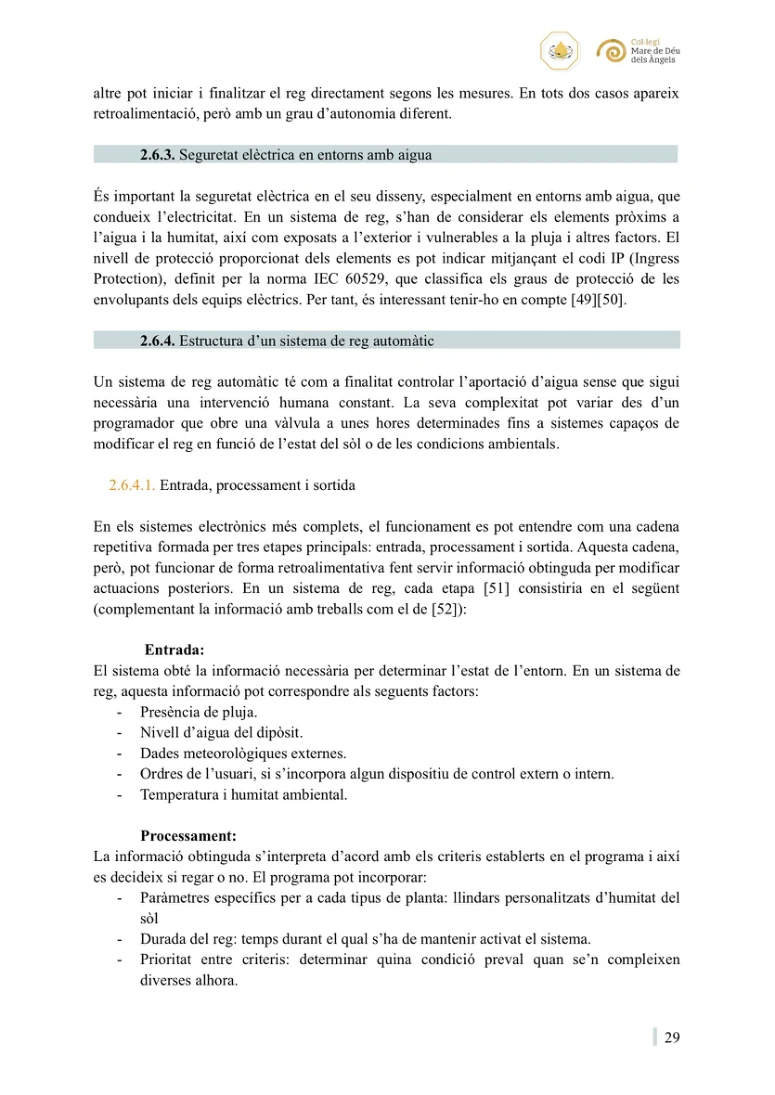 Col·legi
Mare de Déu
dels Àngels
altre pot iniciar i finalitzar el reg directament segons les mesures. En tots dos casos apareix
retroalimentació, però amb un grau d’autonomia diferent.
2.6.3. Seguretat elèctrica en entorns amb aigua
És important la seguretat elèctrica en el seu disseny, especialment en entorns amb aigua, que
condueix l’electricitat. En un sistema de reg, s’han de considerar els elements pròxims a
l’aigua i la humitat, així com exposats a l’exterior i vulnerables a la pluja i altres factors. El
nivell de protecció proporcionat dels elements es pot indicar mitjançant el codi IP (Ingress
Protection), definit per la norma IEC 60529, que classifica els graus de protecció de les
envolupants dels equips elèctrics. Per tant, és interessant tenir-ho en compte [49][50].
2.6.4. Estructura d’un sistema de reg automàtic
Un sistema de reg automàtic té com a finalitat controlar l’aportació d’aigua sense que sigui
necessària una intervenció humana constant. La seva complexitat pot variar des d’un
programador que obre una vàlvula a unes hores determinades fins a sistemes capaços de
modificar el reg en funció de l’estat del sòl o de les condicions ambientals.
2.6.4.1. Entrada, processament i sortida
En els sistemes electrònics més complets, el funcionament es pot entendre com una cadena
repetitiva formada per tres etapes principals: entrada, processament i sortida. Aquesta cadena,
però, pot funcionar de forma retroalimentativa fent servir informació obtinguda per modificar
actuacions posteriors. En un sistema de reg, cada etapa [51] consistiria en el següent
(complementant la informació amb treballs com el de [52]):
Entrada:
El sistema obté la informació necessària per determinar l’estat de l’entorn. En un sistema de
reg, aquesta informació pot correspondre als seguents factors:
- Presència de pluja.
- Nivell d’aigua del dipòsit.
- Dades meteorològiques externes.
- Ordres de l’usuari, si s’incorpora algun dispositiu de control extern o intern.
- Temperatura i humitat ambiental.
Processament:
La informació obtinguda s’interpreta d’acord amb els criteris establerts en el programa i així
es decideix si regar o no. El programa pot incorporar:
- Paràmetres específics per a cada tipus de planta: llindars personalitzats d’humitat del
sòl
- Durada del reg: temps durant el qual s’ha de mantenir activat el sistema.
- Prioritat entre criteris: determinar quina condició preval quan se’n compleixen
diverses alhora.
29